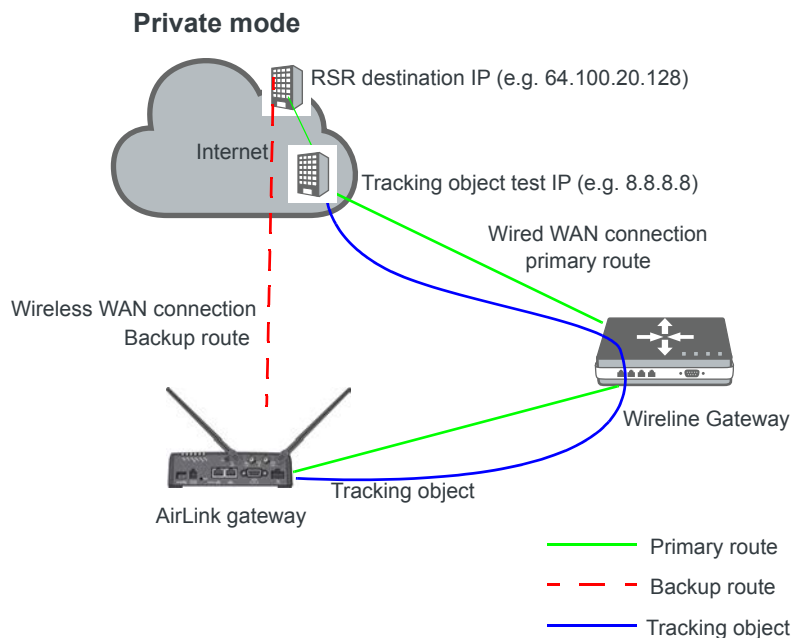 Private mode
RSR destination IP (e.g. 64.100.20.128)
Internet
Tracking object test IP (e.g. 8.8.8.8)
Wired WAN connection
primary route
Wireless WAN connection
Backup route
Wireline Gateway
Tracking object
AirLink gateway
Primary route
Backup route
Tracking object